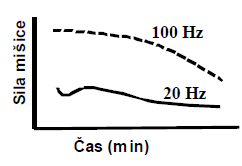 100 Hz
20 Hz
Sila mišice
Čas (min)